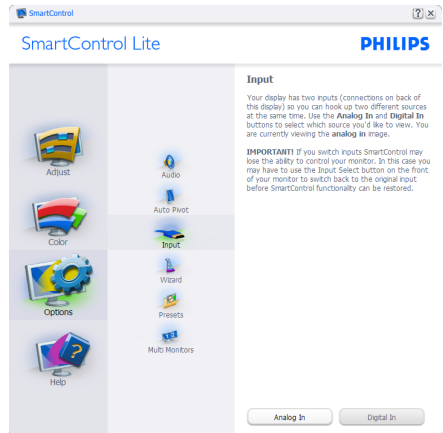 SmartControl
?
SmartControl Lite
PHILIPS
Adjust
Color
Options
Help
Audio
Auto Pivot
Input
Wizard
Presets
Multi Monitors
Input
Your display has two inputs (connections on back of
this display) so you can hook up two different sources
at the same time. Use the Analog In and Digital In
buttons to select which source you'd like to view. You
are currently viewing the analog in image.
IMPORTANT! If you switch inputs SmartControl may
lose the ability to control your monitor. In this case you
may have to use the Input Select button on the front
of your monitor to switch back to the original input
before SmartControl functionality can be restored.
Analog In
Digital In